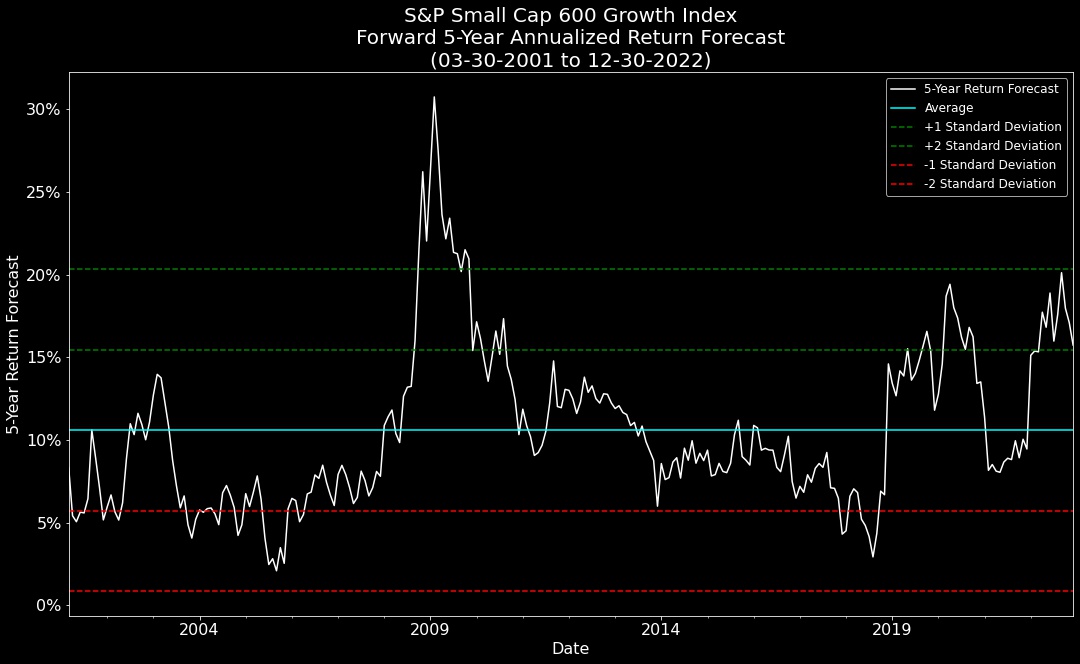 S&P Small Cap 600 Growth Index
Forward 5-Year Annualized Return Forecast
(03-30-2001 to 12-30-2022)
5-Year Return Forecast
Average
+1 Standard Deviation
+2 Standard Deviation
-1 Standard Deviation
-2 Standard Deviation
5-Year Return Forecast
30%
25%
20%
15%
10%
5%
0%
2004
2009
2014
2019
Date